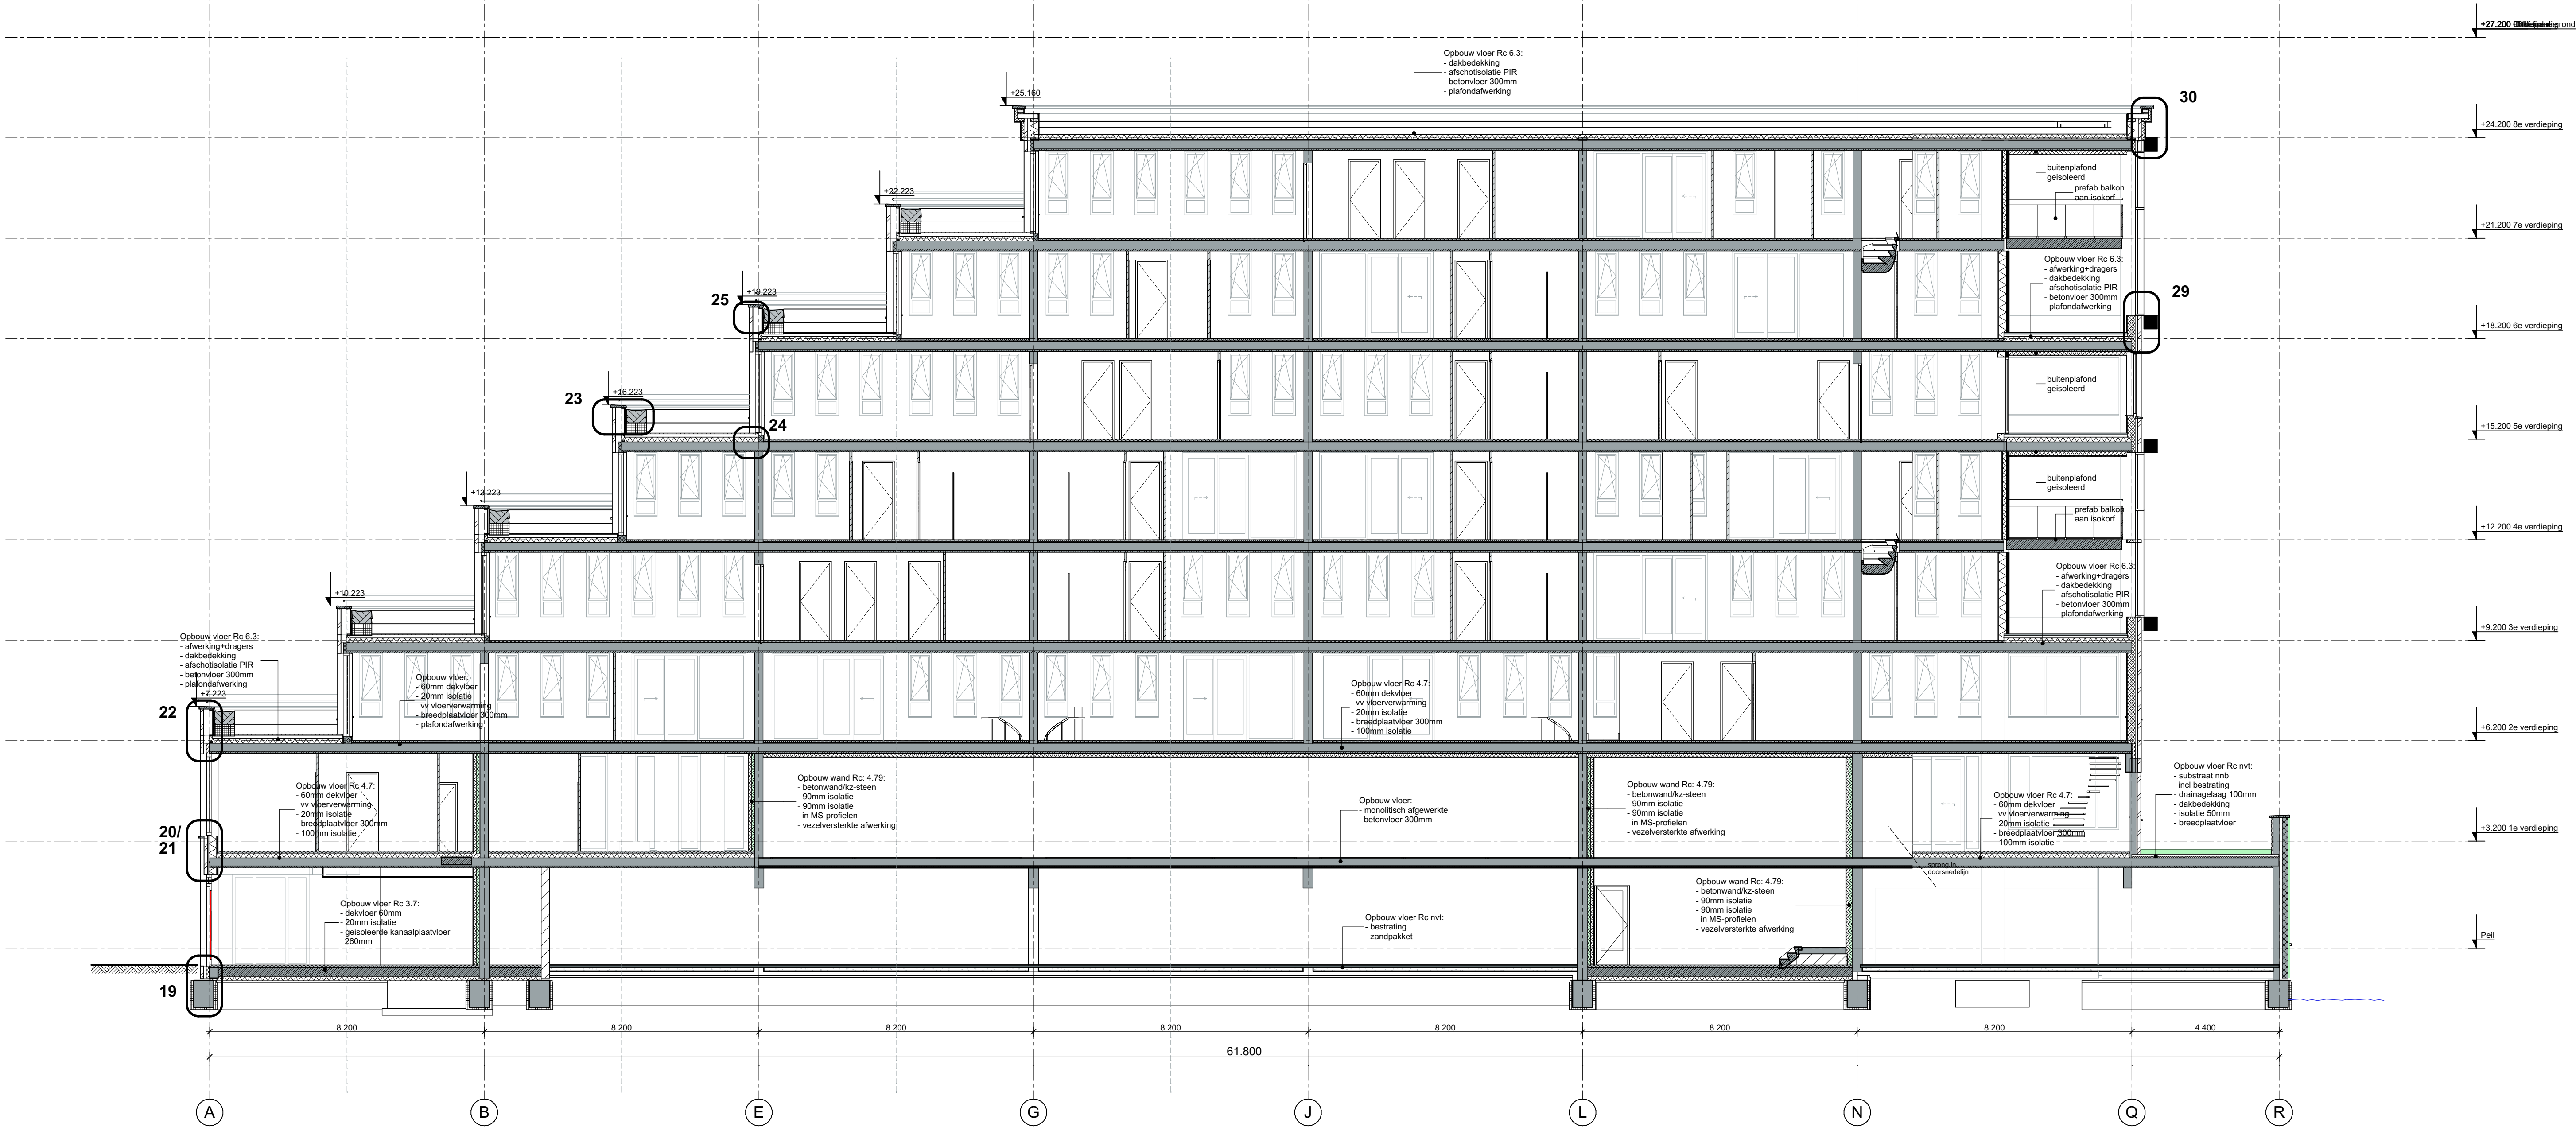 Opbouw vloer Rc 6.3:
- dakbedekking
- afschotisolatie PIR
- betonvloer 300mm
- plafondafwerking
+25.160
30
+24.200 8e verdieping
buitenplafond
geisoleerd
prefab balkon
aan isokorf
+22.223
+21.200 7e verdieping
Opbouw vloer Rc 6.3:
- afwerking+dragers
- dakbedekking
- afschotisolatie PIR
- betonvloer 300mm
- plafondafwerking
25
+19.223
29
+18.200 6e verdieping
buitenplafond
geisoleerd
23
+16.223
24
+15.200 5e verdieping
buitenplafond
geisoleerd
prefab balkon
aan isokorf
+13.223
+12.200 4e verdieping
Opbouw vloer Rc 6.3:
- afwerking+dragers
- dakbedekking
- afschotisolatie PIR
- betonvloer 300mm
- plafondafwerking
+10.223
+9.200 3e verdieping
Opbouw vloer Rc 6.3:
- afwerking+dragers
- dakbedekking
- afschotisolatie PIR
- betonvloer 300mm
- plafondafwerking
+7.223
22
Opbouw vloer:
- 60mm dekvloer
- 20mm isolatie
vv vloerverwarming
- breedplaatvloer 300mm
- plafondafwerking
Opbouw vloer Rc 4.7:
- 60mm dekvloer
vv vloerverwarming
- 20mm isolatie
- breedplaatvloer 300mm
- 100mm isolatie
+6.200 2e verdieping
Opbouw vloer Rc 4.7:
- 60mm dekvloer
vv vloerverwarming
- 20mm isolatie
- breedplaatvloer 300mm
- 100mm isolatie
Opbouw wand Rc: 4.79:
- betonwand/kz-steen
- 90mm isolatie
- 90mm isolatie
in MS-profielen
- vezelversterkte afwerking
Opbouw vloer:
- monolitisch afgewerkte
betonvloer 300mm
Opbouw wand Rc: 4.79:
- betonwand/kz-steen
- 90mm isolatie
- 90mm isolatie
in MS-profielen
- vezelversterkte afwerking
Opbouw vloer Rc 4.7:
- 60mm dekvloer
vv vloerverwarming
- 20mm isolatie
- breedplaatvloer 300mm
- 100mm isolatie
Opbouw vloer Rc nvt:
- substraat nnb
incl bestrating
- drainagelaag 100mm
- dakbedekking
- isolatie 50mm
- breedplaatvloer
20/
21
+3.200 1e verdieping
sprong in
doorsnedelijn
Opbouw vloer Rc 3.7:
- dekvloer 60mm
- 20mm isolatie
- geisoleerde kanaalplaatvloer
260mm
Opbouw vloer Rc nvt:
- bestrating
- zandpakket
Opbouw wand Rc: 4.79:
- betonwand/kz-steen
- 90mm isolatie
- 90mm isolatie
in MS-profielen
- vezelversterkte afwerking
Peil
19
8.200 8.200 8.200 8.200 8.200 8.200 8.200 4.400
61.800
A B E G J L N Q R